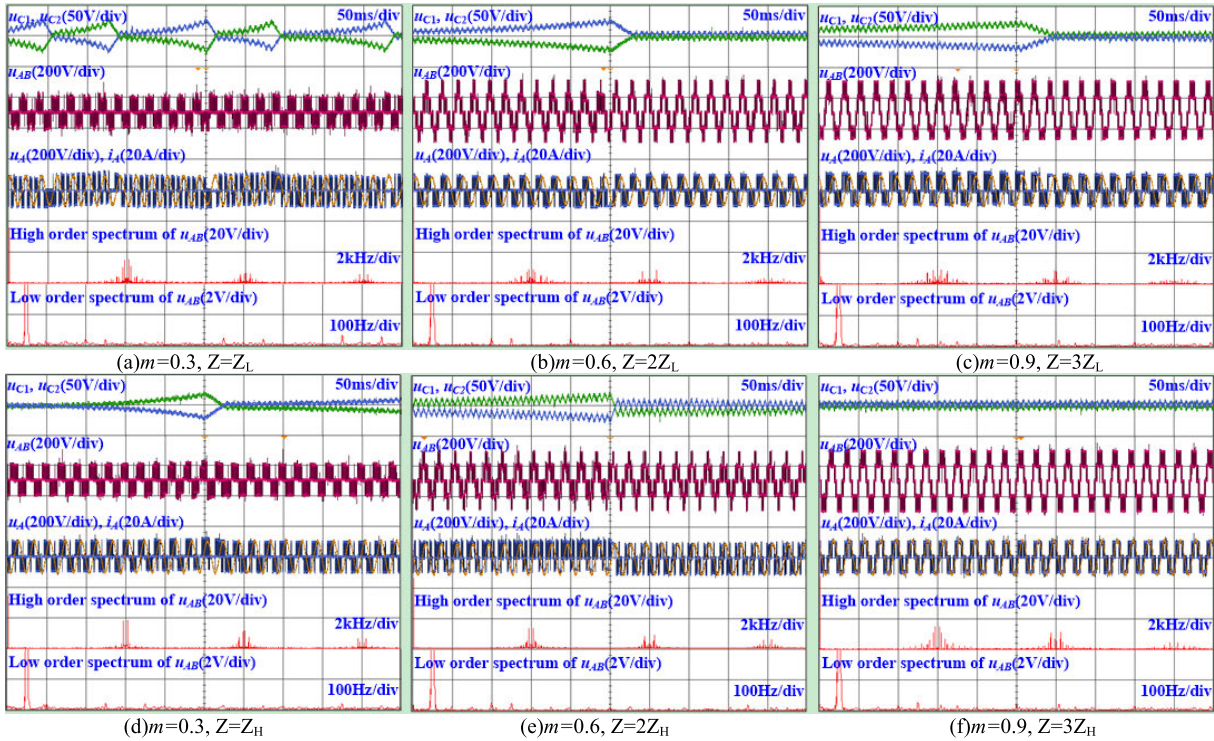 uC1, uC2(50V/div) 50ms/div
uAB(200V/div)
uA(200V/div), iA(20A/div)
High order spectrum of uAB(20V/div)
2kHz/div
Low order spectrum of uAB(2V/div)
100Hz/div
(a)m=0.3, Z=ZL
uC1, uC2(50V/div) 50ms/div
uAB(200V/div)
uA(200V/div), iA(20A/div)
High order spectrum of uAB(20V/div)
2kHz/div
Low order spectrum of uAB(2V/div)
100Hz/div
(b)m=0.6, Z=2ZL
uC1, uC2(50V/div) 50ms/div
uAB(200V/div)
uA(200V/div), iA(20A/div)
High order spectrum of uAB(20V/div)
2kHz/div
Low order spectrum of uAB(2V/div)
100Hz/div
(c)m=0.9, Z=3ZL
uC1, uC2(50V/div) 50ms/div
uAB(200V/div)
uA(200V/div), iA(20A/div)
High order spectrum of uAB(20V/div)
2kHz/div
Low order spectrum of uAB(2V/div)
100Hz/div
(d)m=0.3, Z=ZH
uC1, uC2(50V/div) 50ms/div
uAB(200V/div)
uA(200V/div), iA(20A/div)
High order spectrum of uAB(20V/div)
2kHz/div
Low order spectrum of uAB(2V/div)
100Hz/div
(e)m=0.6, Z=2ZH
uC1, uC2(50V/div) 50ms/div
uAB(200V/div)
uA(200V/div), iA(20A/div)
High order spectrum of uAB(20V/div)
2kHz/div
Low order spectrum of uAB(2V/div)
100Hz/div
(f)m=0.9, Z=3ZH